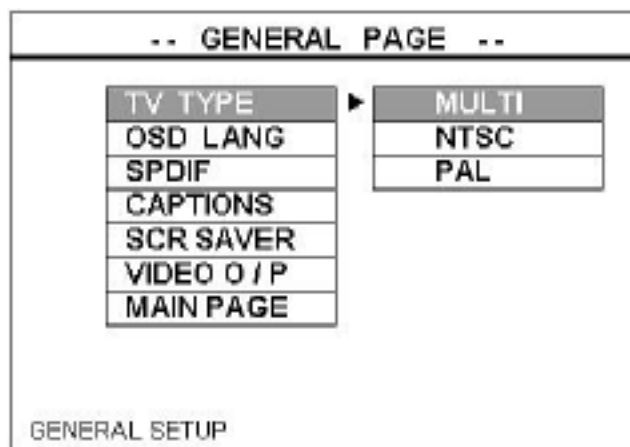 -- GENERAL PAGE --
TV TYPE ▶ MULTI
OSD LANG NTSC
SPDIF PAL
CAPTIONS
SCR SAVER
VIDEO O / P
MAIN PAGE
GENERAL SETUP